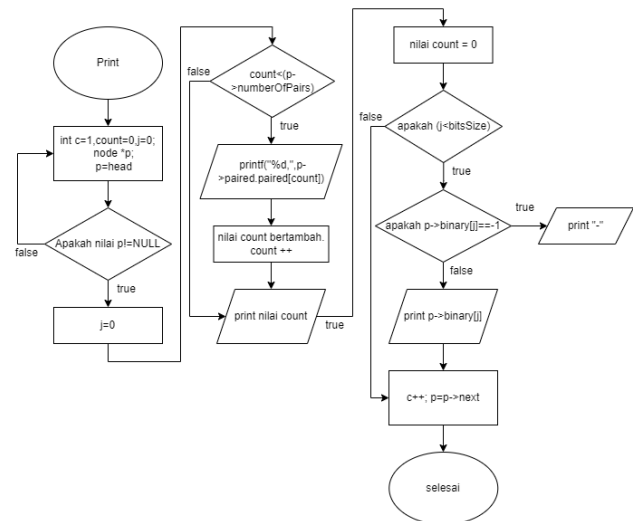 Print
int c=1,count=0,j=0;
node *p;
p=head
Apakah nilai p!=NULL
false
true
j=0
count<(p-
>numberOfPairs)
false
true
printf("%d,",p-
>paired.paired[count])
nilai count bertambah.
count ++
print nilai count
true
nilai count = 0
apakah (j<bitsSize)
false
true
apakah p->binary[j]==-1
true
print "-"
false
print p->binary[j]
c++; p=p->next
selesai